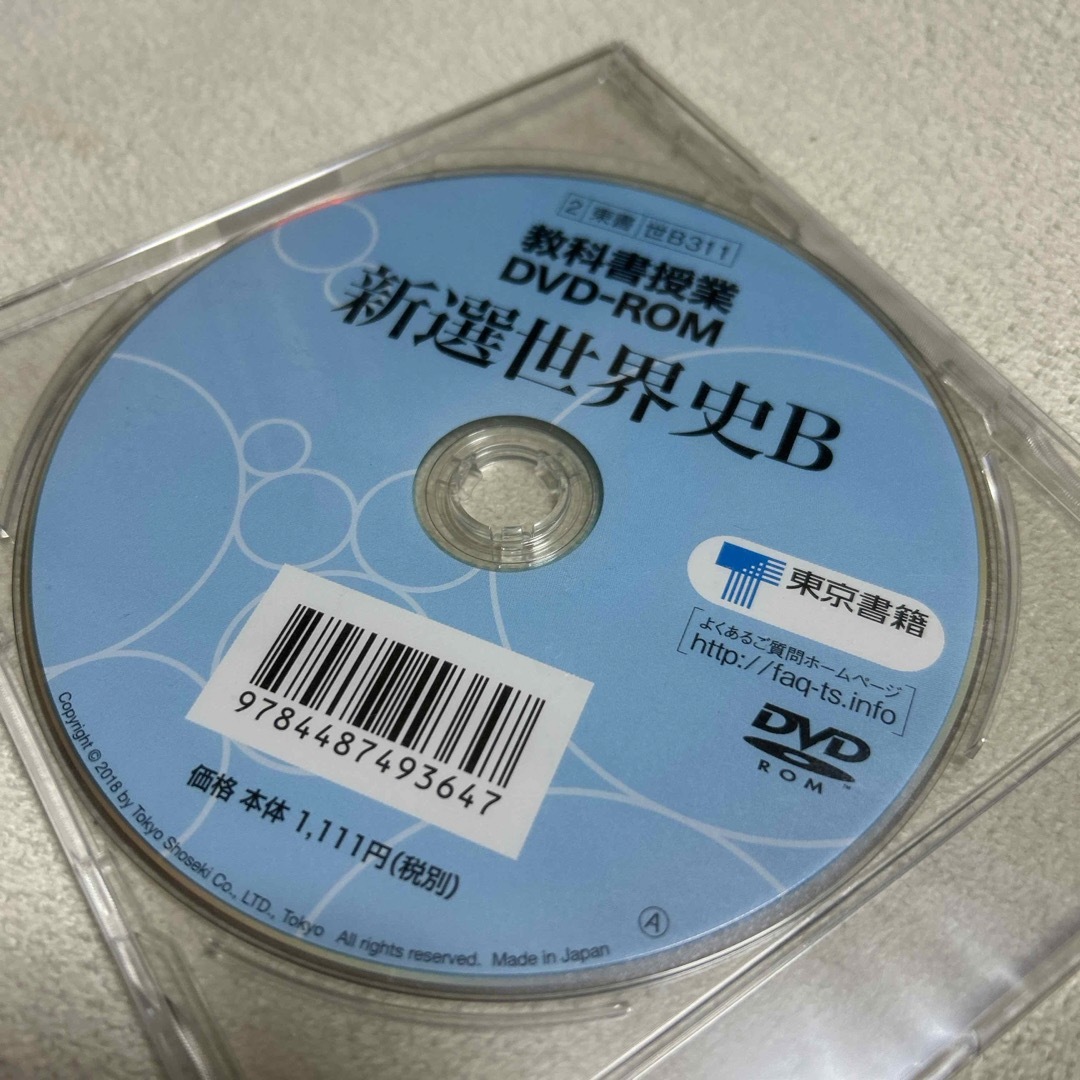 2 東書 世B311
教科書授業
DVD-ROM
新選世界史B
東京書籍
よくあるご質問ホームページ
http://faq-ts.info
DVD
ROM™
9784487493647
価格 本体 1,111円(税別)
Copyright © 2018 by Tokyo Shoseki Co., LTD., Tokyo All rights reserved. Made in Japan
A